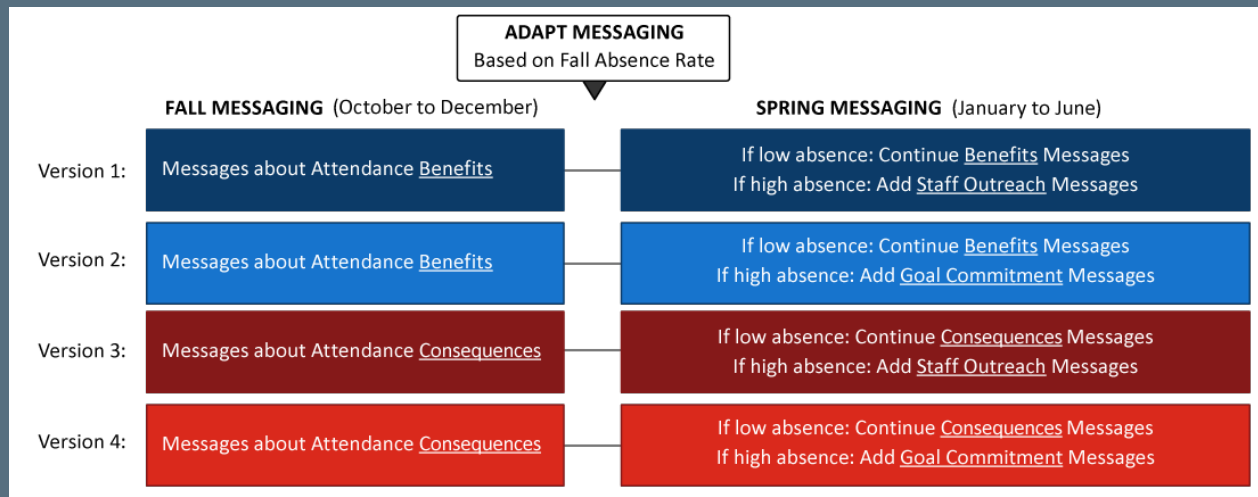 ADAPT MESSAGING
Based on Fall Absence Rate
FALL MESSAGING (October to December)
SPRING MESSAGING (January to June)
Version 1:
Messages about Attendance Benefits
If low absence: Continue Benefits Messages
If high absence: Add Staff Outreach Messages
Version 2:
Messages about Attendance Benefits
If low absence: Continue Benefits Messages
If high absence: Add Goal Commitment Messages
Version 3:
Messages about Attendance Consequences
If low absence: Continue Consequences Messages
If high absence: Add Staff Outreach Messages
Version 4:
Messages about Attendance Consequences
If low absence: Continue Consequences Messages
If high absence: Add Goal Commitment Messages